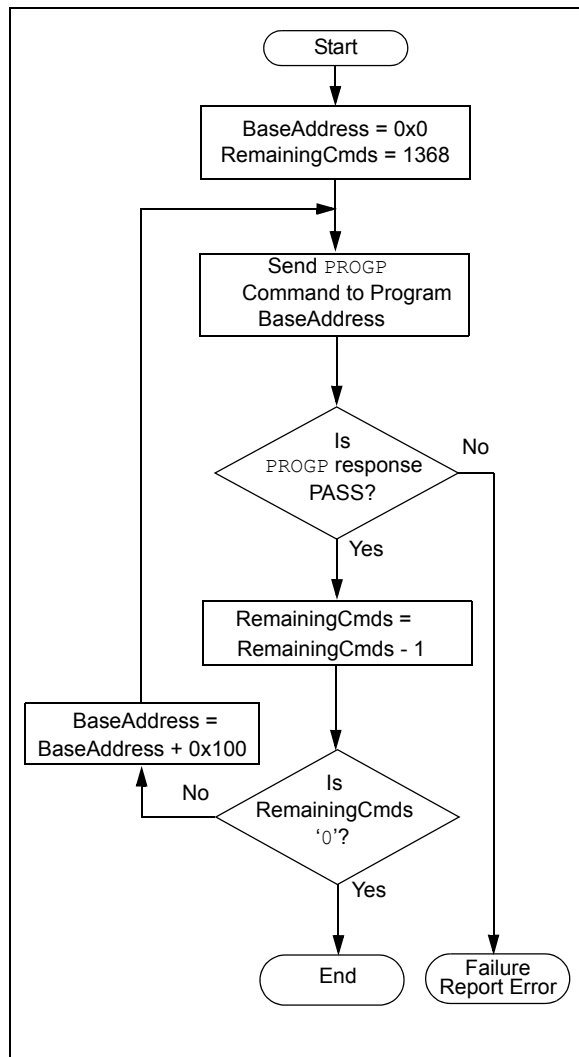 Start
BaseAddress = 0x0
RemainingCmds = 1368
Send PROGP
Command to Program
BaseAddress
Is
PROGP response
PASS?
No
Yes
RemainingCmds =
RemainingCmds - 1
BaseAddress =
BaseAddress + 0x100
No
Is
RemainingCmds
‘0’?
Yes
End
Failure
Report Error